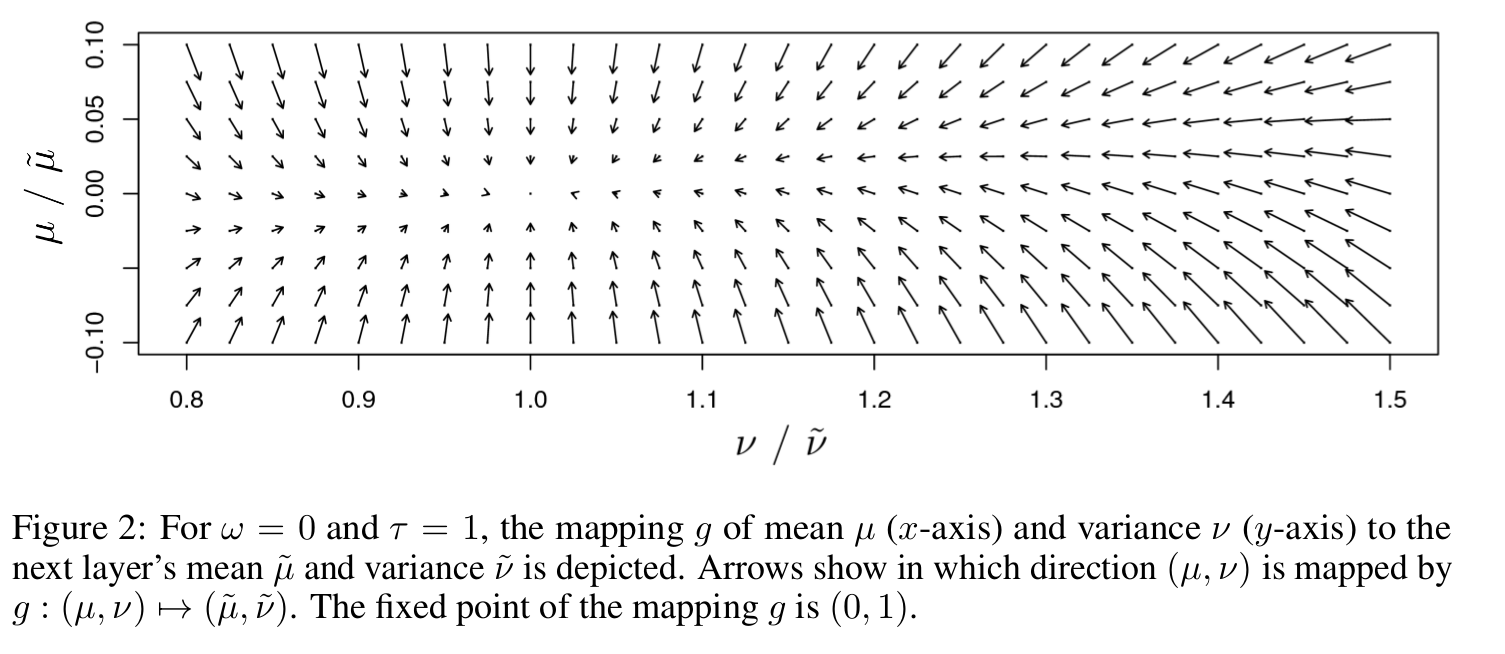 0.10
0.05
0.00
−0.10
μ / μ̃
0.8 0.9 1.0 1.1 1.2 1.3 1.4 1.5
ν / ν̃
Figure 2: For ω = 0 and τ = 1, the mapping g of mean μ (x-axis) and variance ν (y-axis) to the
next layer's mean μ̃ and variance ν̃ is depicted. Arrows show in which direction (μ, ν) is mapped by
g : (μ, ν) ↦ (μ̃, ν̃). The fixed point of the mapping g is (0, 1).